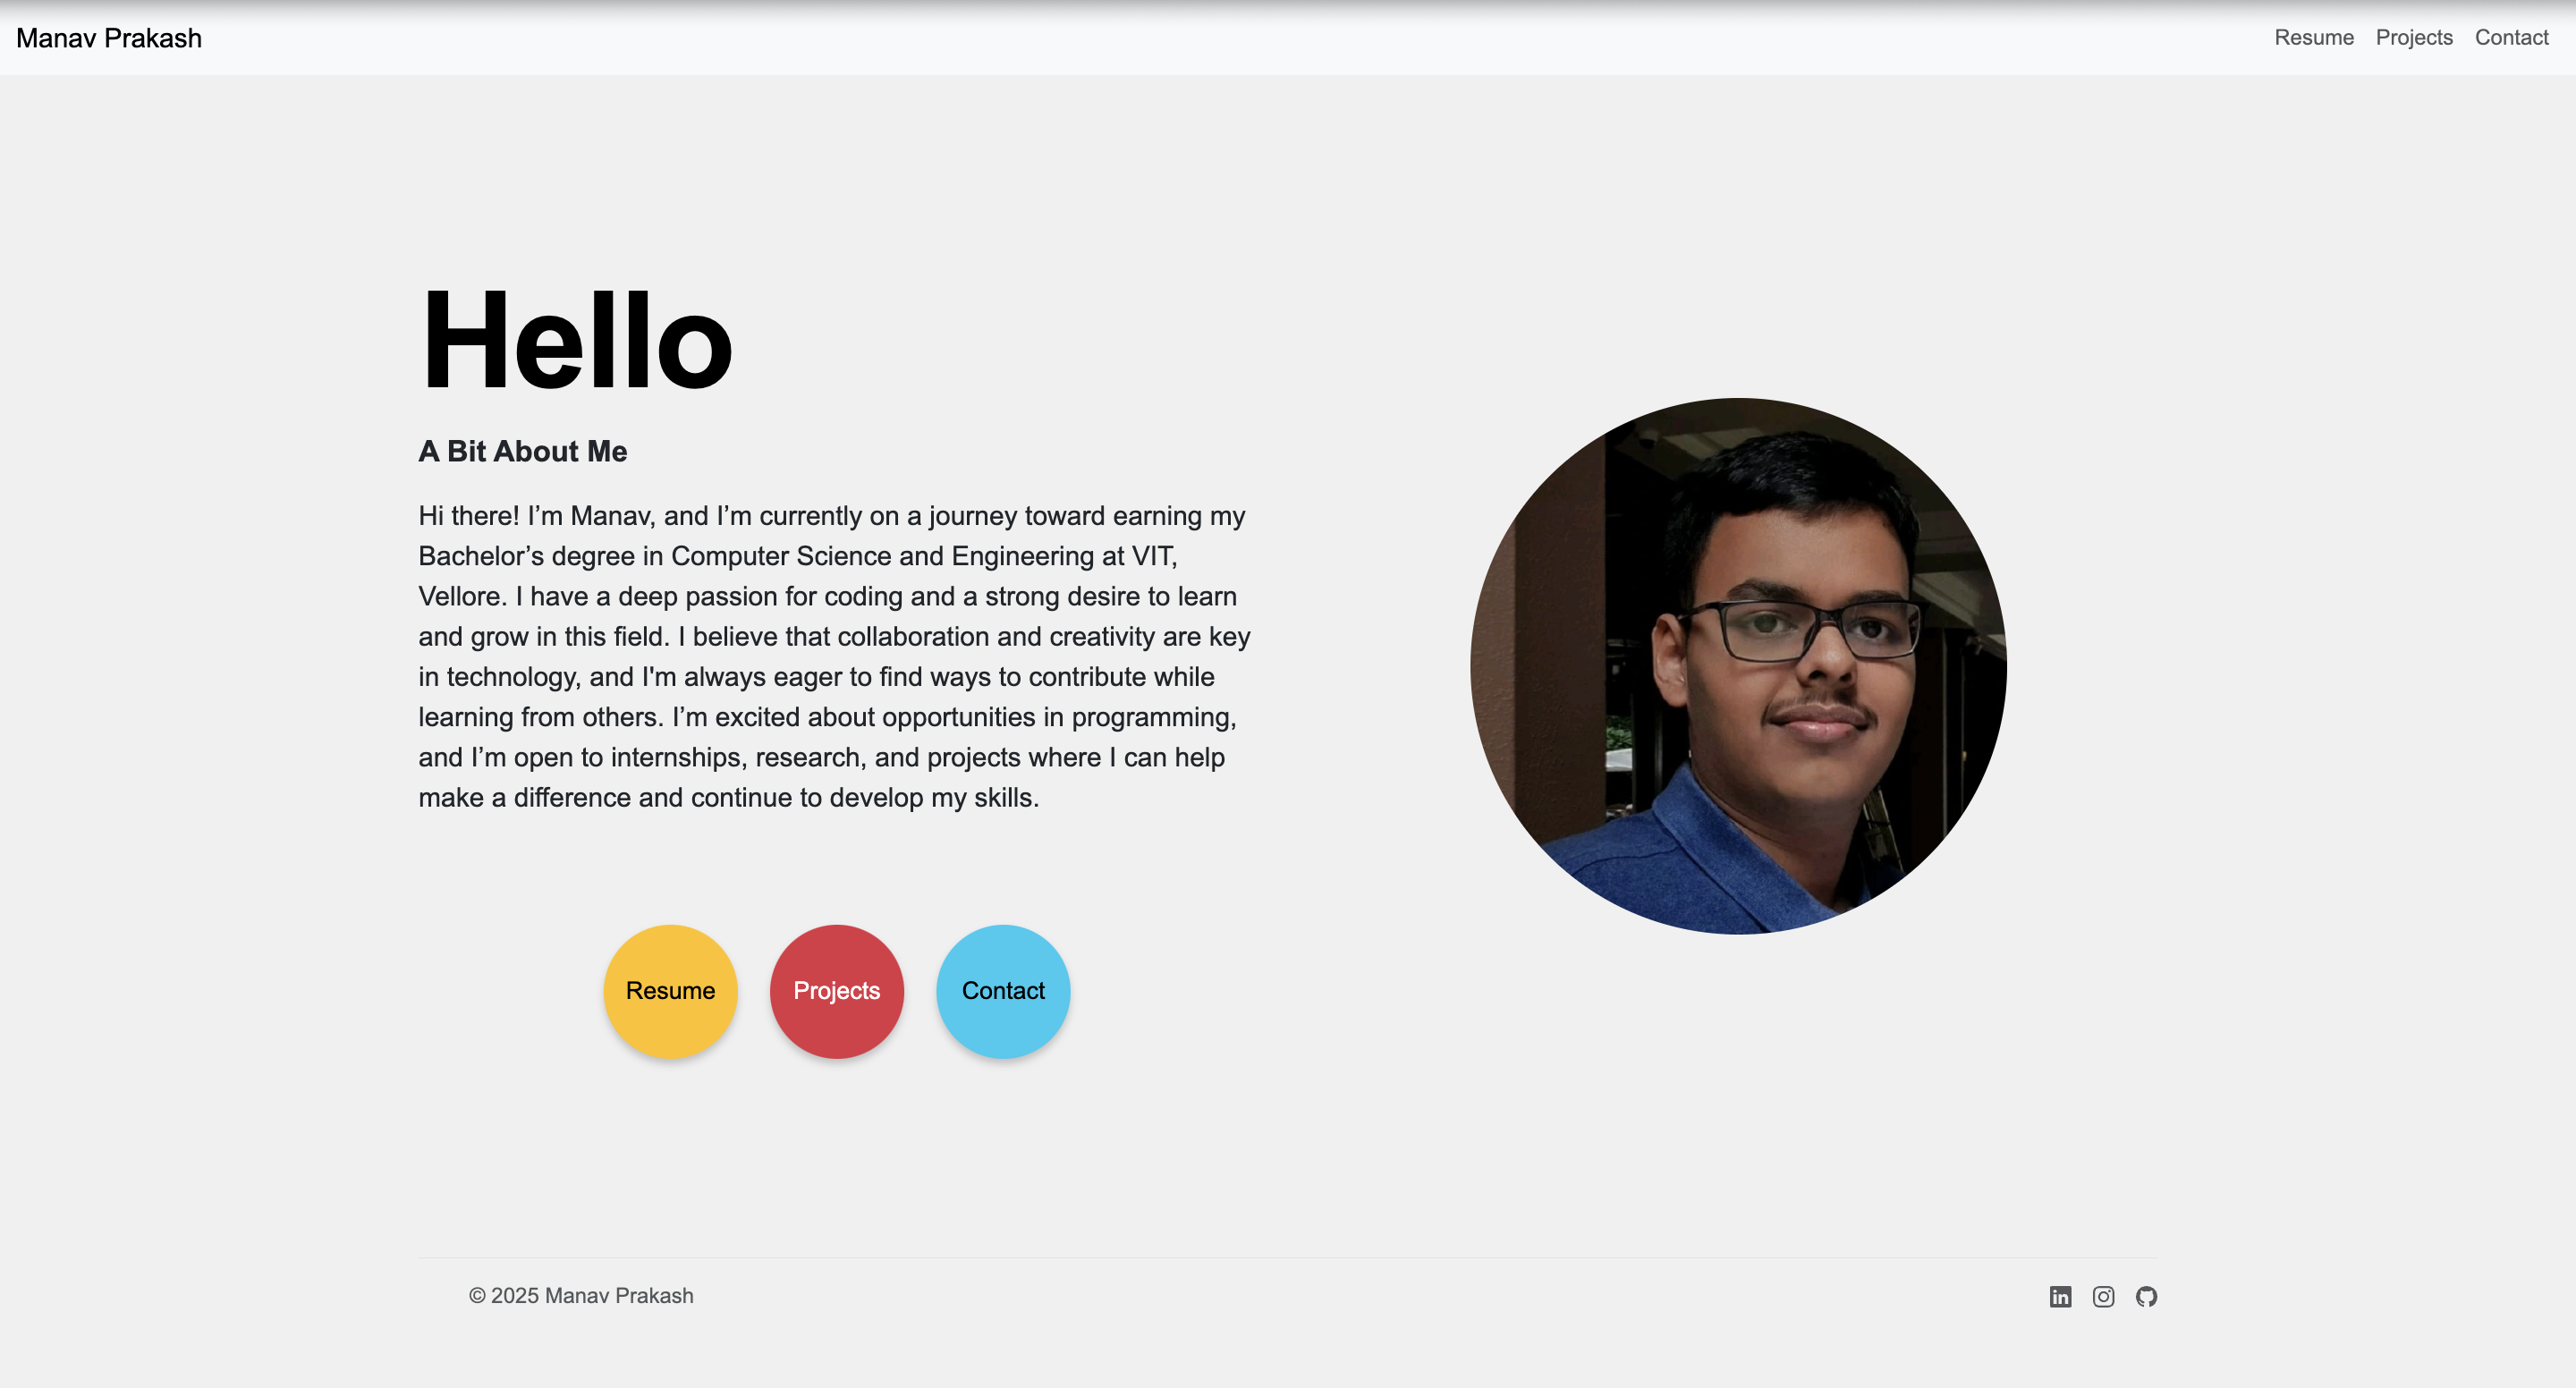 Manav Prakash
Resume Projects Contact
Hello
A Bit About Me
Hi there! I’m Manav, and I’m currently on a journey toward earning my
Bachelor’s degree in Computer Science and Engineering at VIT,
Vellore. I have a deep passion for coding and a strong desire to learn
and grow in this field. I believe that collaboration and creativity are key
in technology, and I'm always eager to find ways to contribute while
learning from others. I’m excited about opportunities in programming,
and I’m open to internships, research, and projects where I can help
make a difference and continue to develop my skills.
Resume Projects Contact
© 2025 Manav Prakash
in